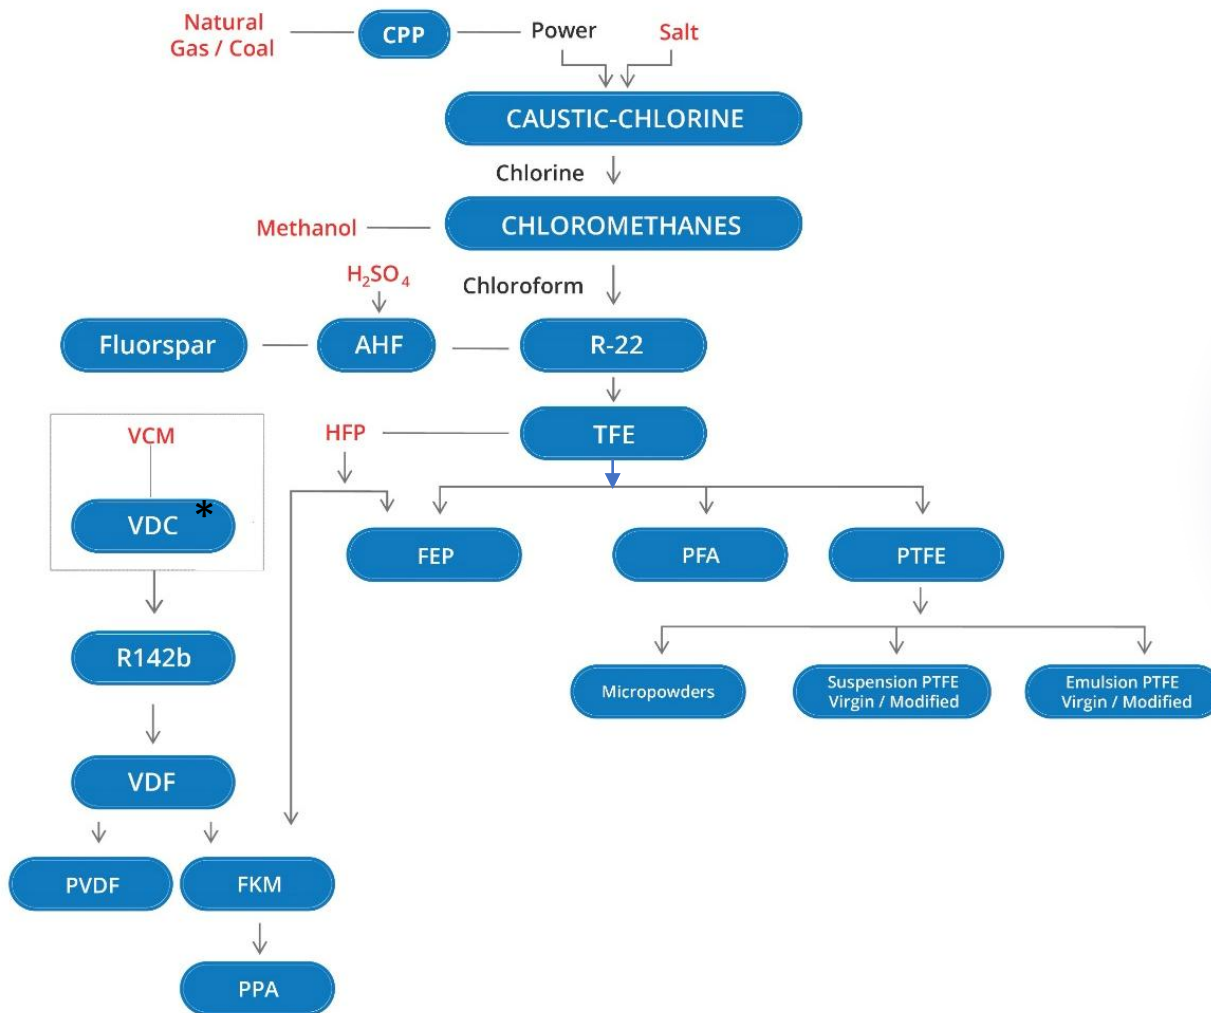 Natural
Gas / Coal
CPP
Power
Salt
CAUSTIC-CHLORINE
Chlorine
Methanol
CHLOROMETHANES
H₂SO₄
Chloroform
Fluorspar
AHF
R-22
VCM
HFP
TFE
VDC *
FEP
PFA
PTFE
R142b
Micropowders
Suspension PTFE
Virgin / Modified
Emulsion PTFE
Virgin / Modified
VDF
PVDF
FKM
PPA